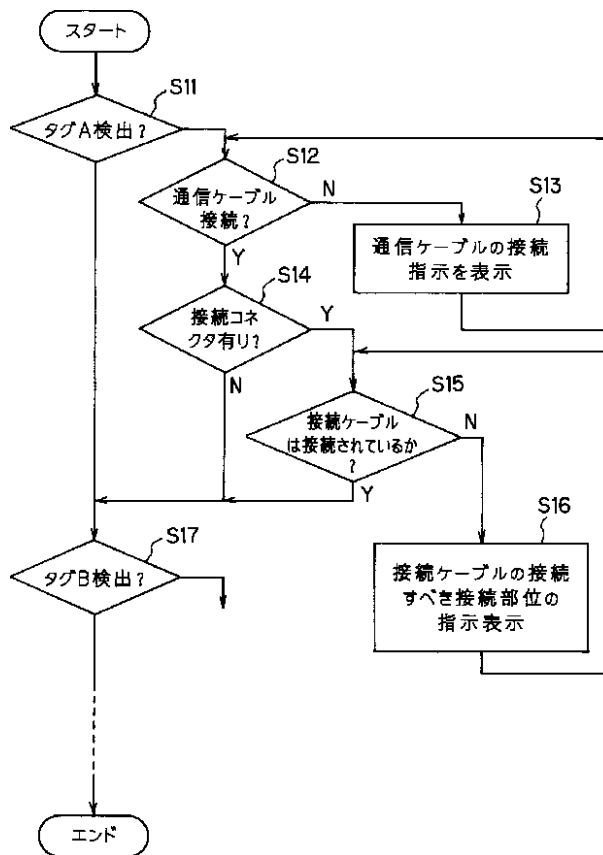 スタート
S11
タグA検出?
S12
通信ケーブル
接続?
N
Y
S13
通信ケーブルの接続
指示を表示
S14
接続コネ
クタ有り?
Y
N
S15
接続ケーブル
は接続されているか
?
N
Y
S16
接続ケーブルの接続
すべき接続部位の
指示表示
S17
タグB検出?
エンド